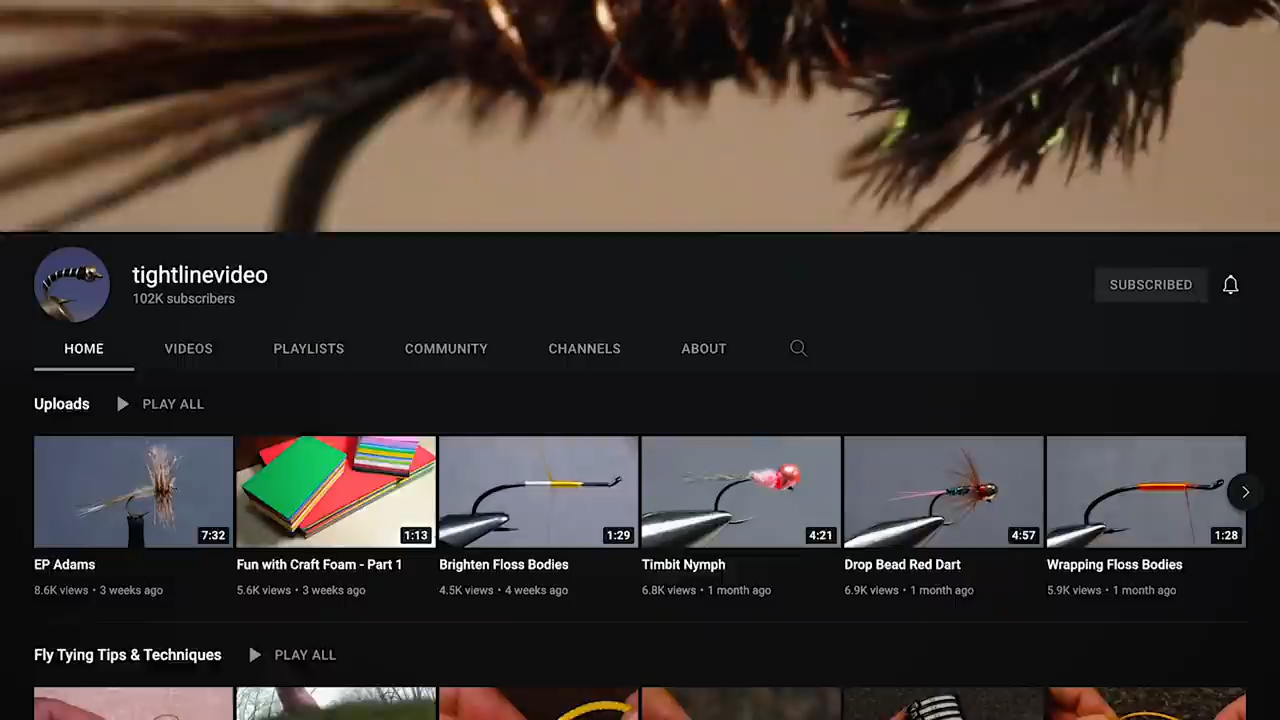 tightlinevideo
102K subscribers
SUBSCRIBED
HOME VIDEOS PLAYLISTS COMMUNITY CHANNELS ABOUT
Uploads PLAY ALL
7:32 1:13 1:29 4:21 4:57 1:28
EP Adams Fun with Craft Foam - Part 1 Brighten Floss Bodies Timbit Nymph Drop Bead Red Dart Wrapping Floss Bodies
8.6K views • 3 weeks ago 5.6K views • 3 weeks ago 4.5K views • 4 weeks ago 6.8K views • 1 month ago 6.9K views • 1 month ago 5.9K views • 1 month ago
Fly Tying Tips & Techniques PLAY ALL